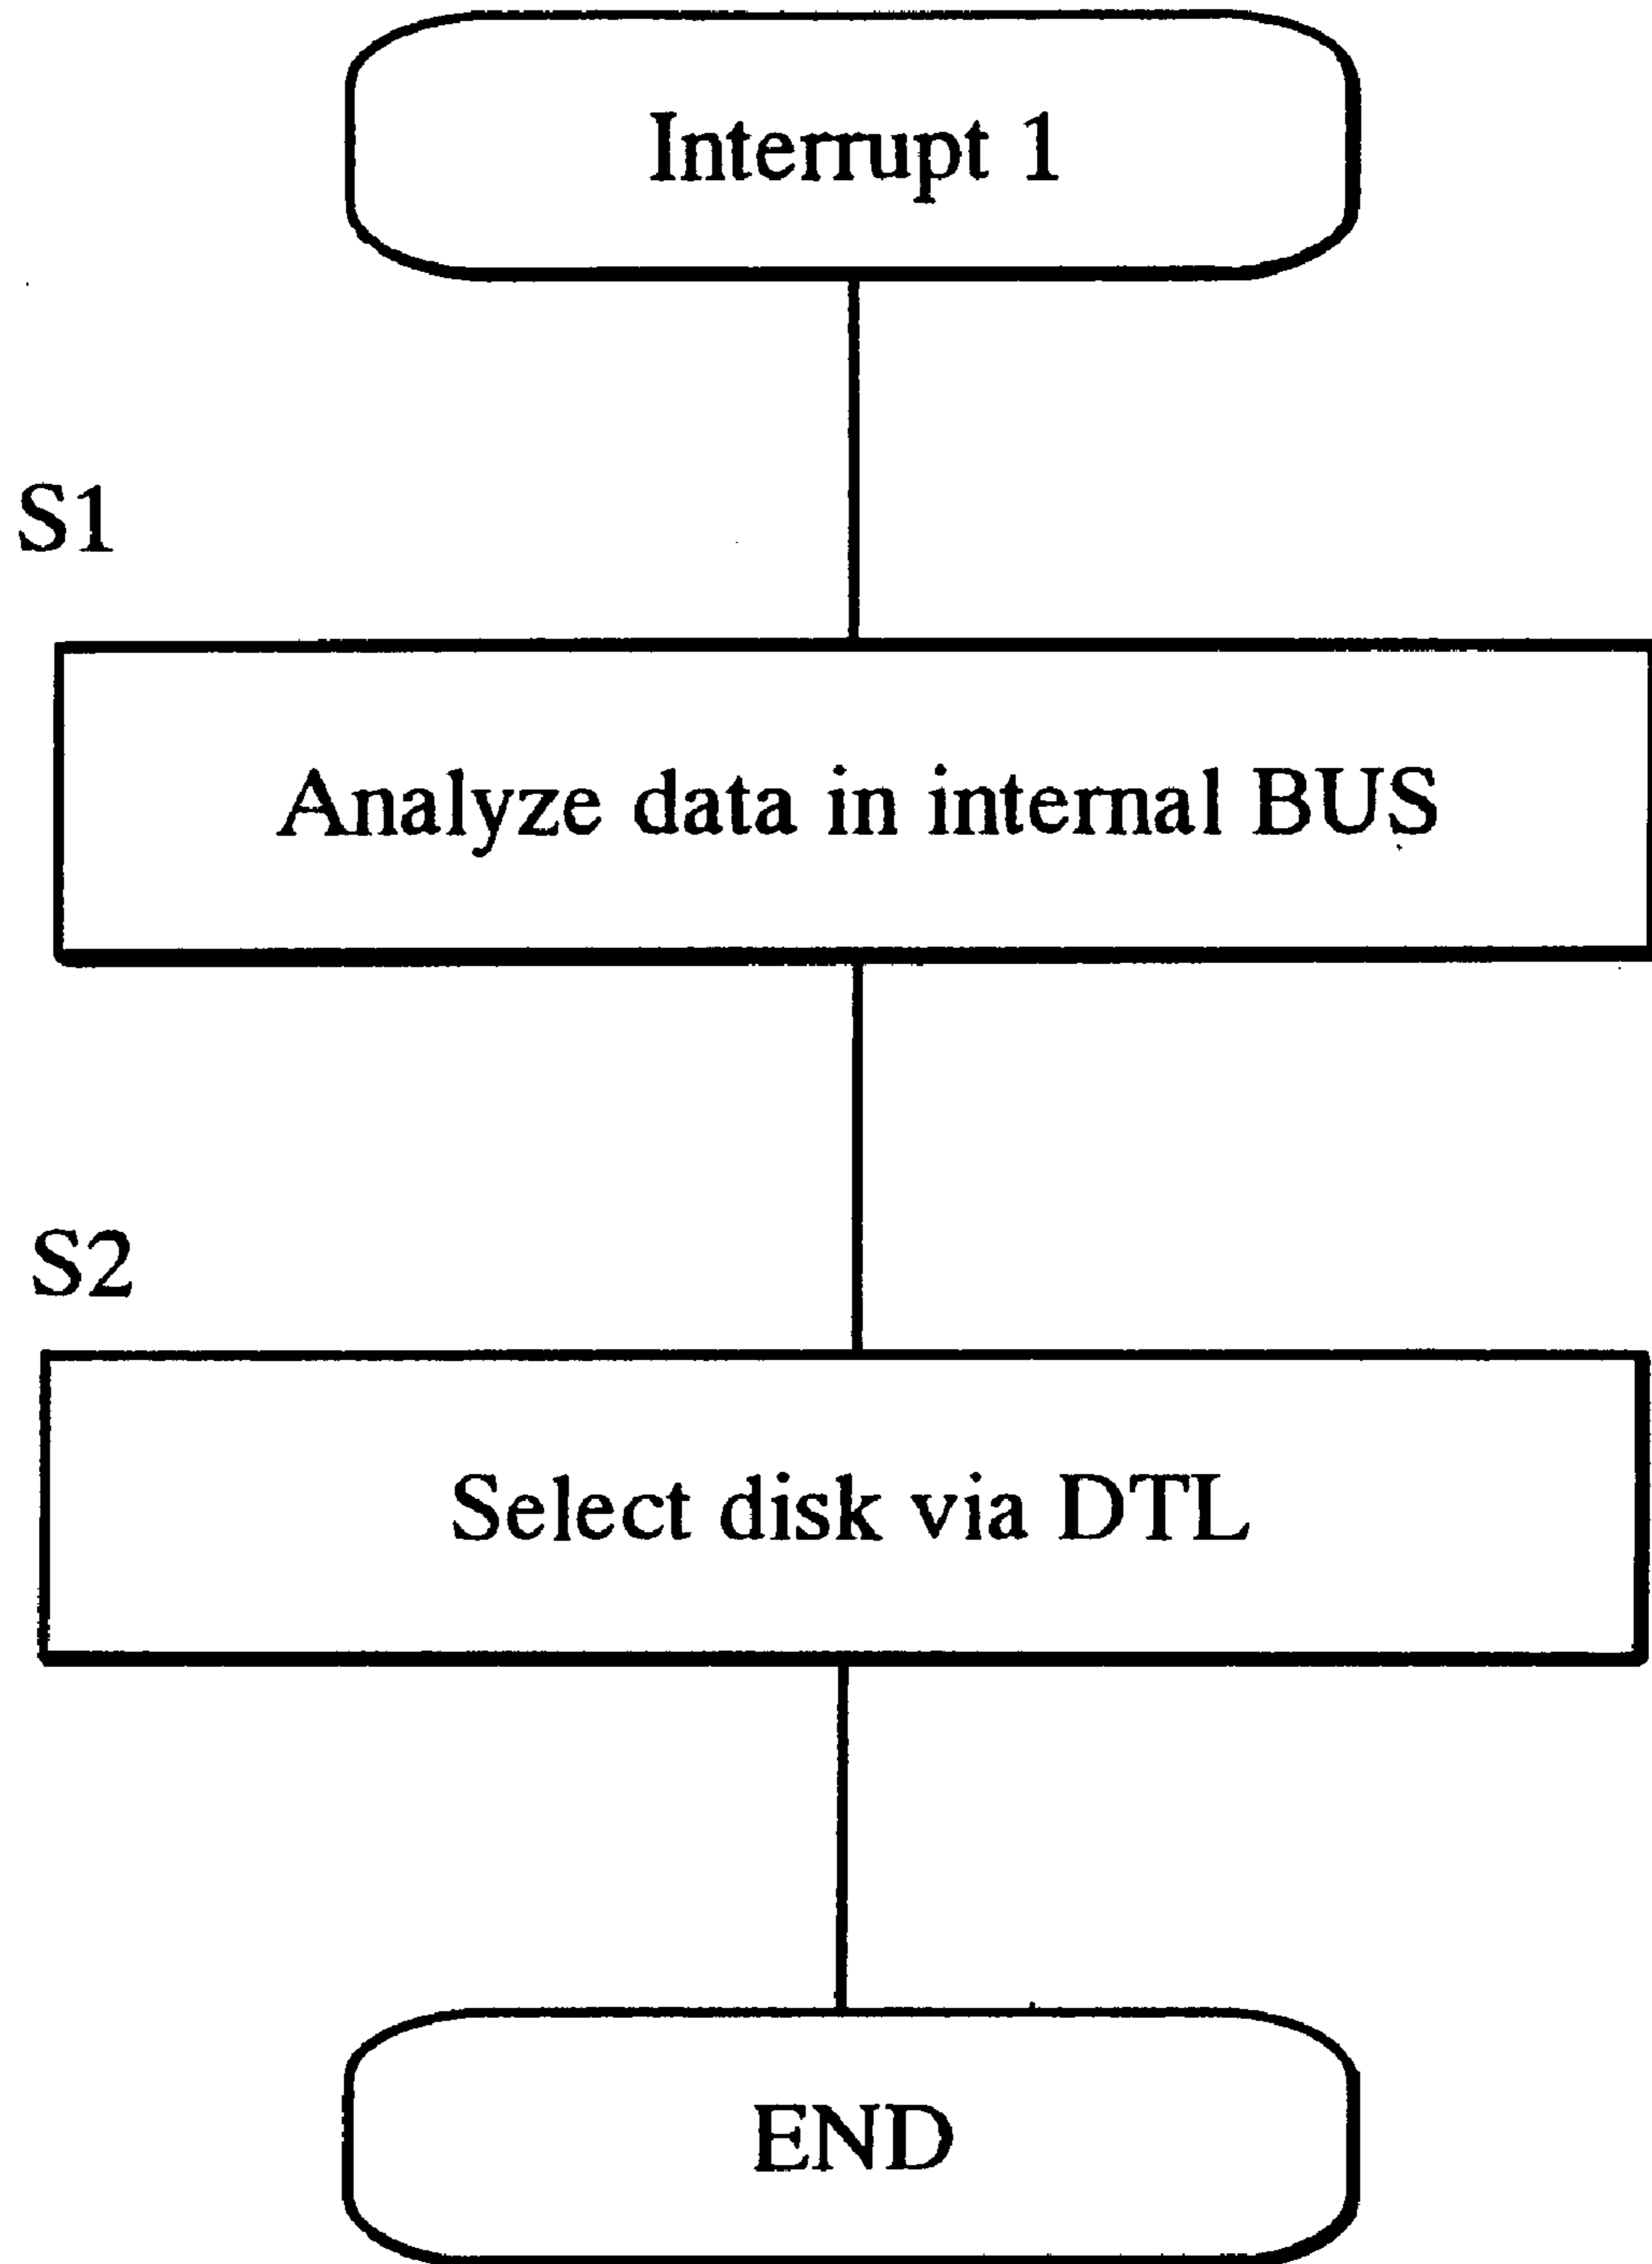 Interrupt 1
S1
Analyze data in internal BUS
S2
Select disk via DTL
END